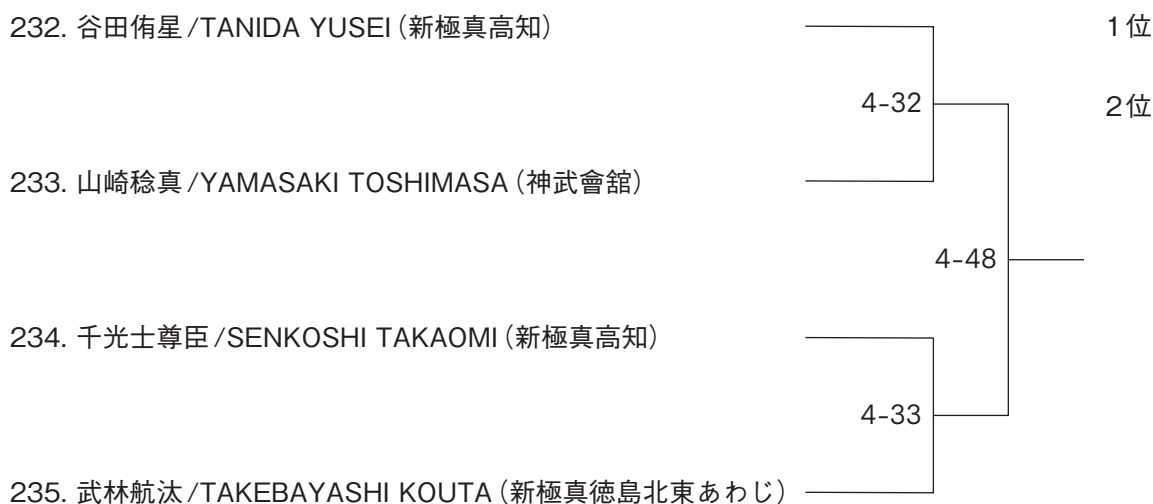 232. 谷田侑星/TANIDA YUSEI(新極真高知)
1位
4-32
2位
233. 山崎稔真/YAMASAKI TOSHIMASA(神武會舘)
4-48
234. 千光士尊臣/SENKOSHI TAKAOMI(新極真高知)
4-33
235. 武林航汰/TAKEBAYASHI KOUTA(新極真徳島北東あわじ)